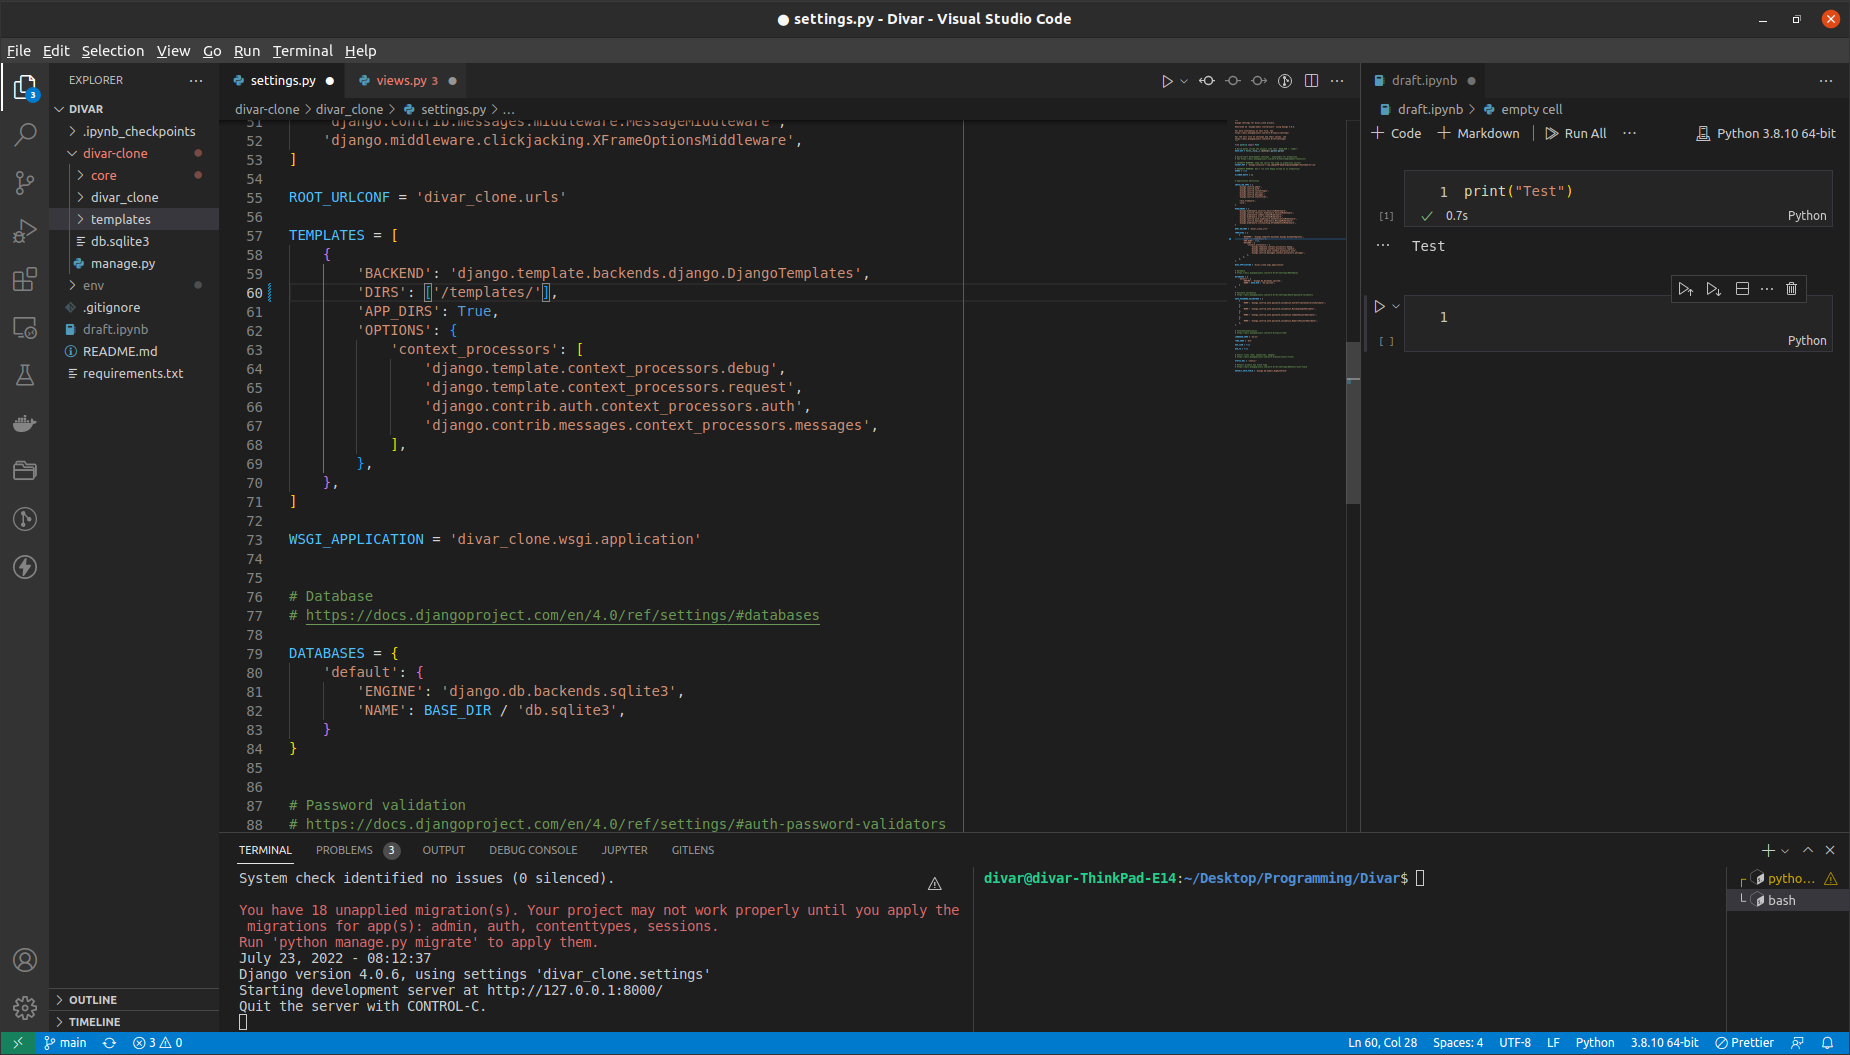 settings.py - Divar - Visual Studio Code
File Edit Selection View Go Run Terminal Help
EXPLORER
DIVAR
.ipynb_checkpoints
divar-clone
core
divar_clone
templates
db.sqlite3
manage.py
env
.gitignore
draft.ipynb
README.md
requirements.txt
OUTLINE
TIMELINE
3
settings.py
views.py 3
divar-clone > divar_clone > settings.py > ...
51 'django.contrib.messages.middleware.MessageMiddleware',
52 'django.middleware.clickjacking.XFrameOptionsMiddleware',
53 ]
54
55 ROOT_URLCONF = 'divar_clone.urls'
56
57 TEMPLATES = [
58 {
59 'BACKEND': 'django.template.backends.django.DjangoTemplates',
60 'DIRS': ['/templates/'],
61 'APP_DIRS': True,
62 'OPTIONS': {
63 'context_processors': [
64 'django.template.context_processors.debug',
65 'django.template.context_processors.request',
66 'django.contrib.auth.context_processors.auth',
67 'django.contrib.messages.context_processors.messages',
68 ],
69 },
70 },
71 ]
72
73 WSGI_APPLICATION = 'divar_clone.wsgi.application'
74
75
76 # Database
77 # https://docs.djangoproject.com/en/4.0/ref/settings/#databases
78
79 DATABASES = {
80 'default': {
81 'ENGINE': 'django.db.backends.sqlite3',
82 'NAME': BASE_DIR / 'db.sqlite3',
83 }
84 }
85
86
87 # Password validation
88 # https://docs.djangoproject.com/en/4.0/ref/settings/#auth-password-validators
draft.ipynb
draft.ipynb > empty cell
+ Code + Markdown | Run All ... Python 3.8.10 64-bit
1 print("Test")
[1] 0.7s Python
Test
1
[ ] Python
TERMINAL PROBLEMS 3 OUTPUT DEBUG CONSOLE JUPYTER GITLENS
System check identified no issues (0 silenced).
You have 18 unapplied migration(s). Your project may not work properly until you apply the
migrations for app(s): admin, auth, contenttypes, sessions.
Run 'python manage.py migrate' to apply them.
July 23, 2022 - 08:12:37
Django version 4.0.6, using settings 'divar_clone.settings'
Starting development server at http://127.0.0.1:8000/
Quit the server with CONTROL-C.
divar@divar-ThinkPad-E14:~/Desktop/Programming/Divar$
pytho...
bash
main 3 0 Ln 60, Col 28 Spaces: 4 UTF-8 LF Python 3.8.10 64-bit Prettier